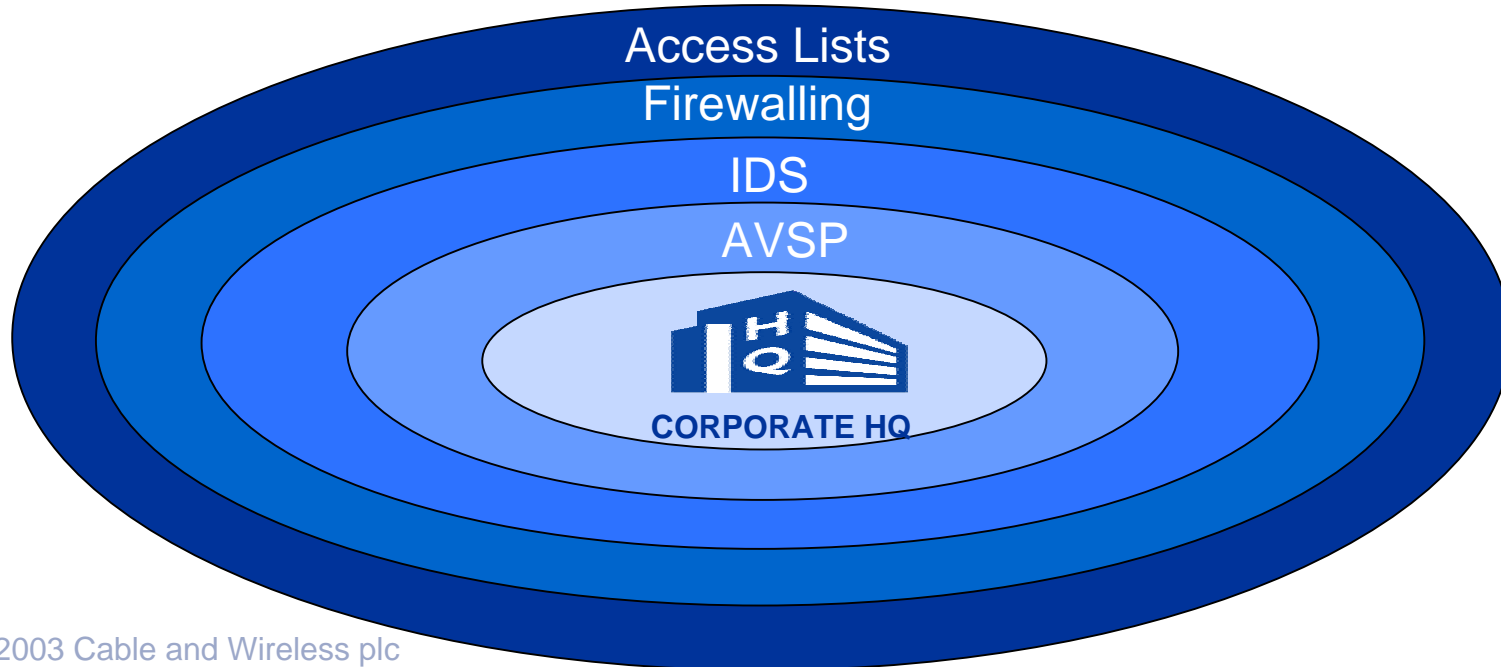 Access Lists
Firewalling
IDS
AVSP
H
Q
CORPORATE HQ
2003 Cable and Wireless plc